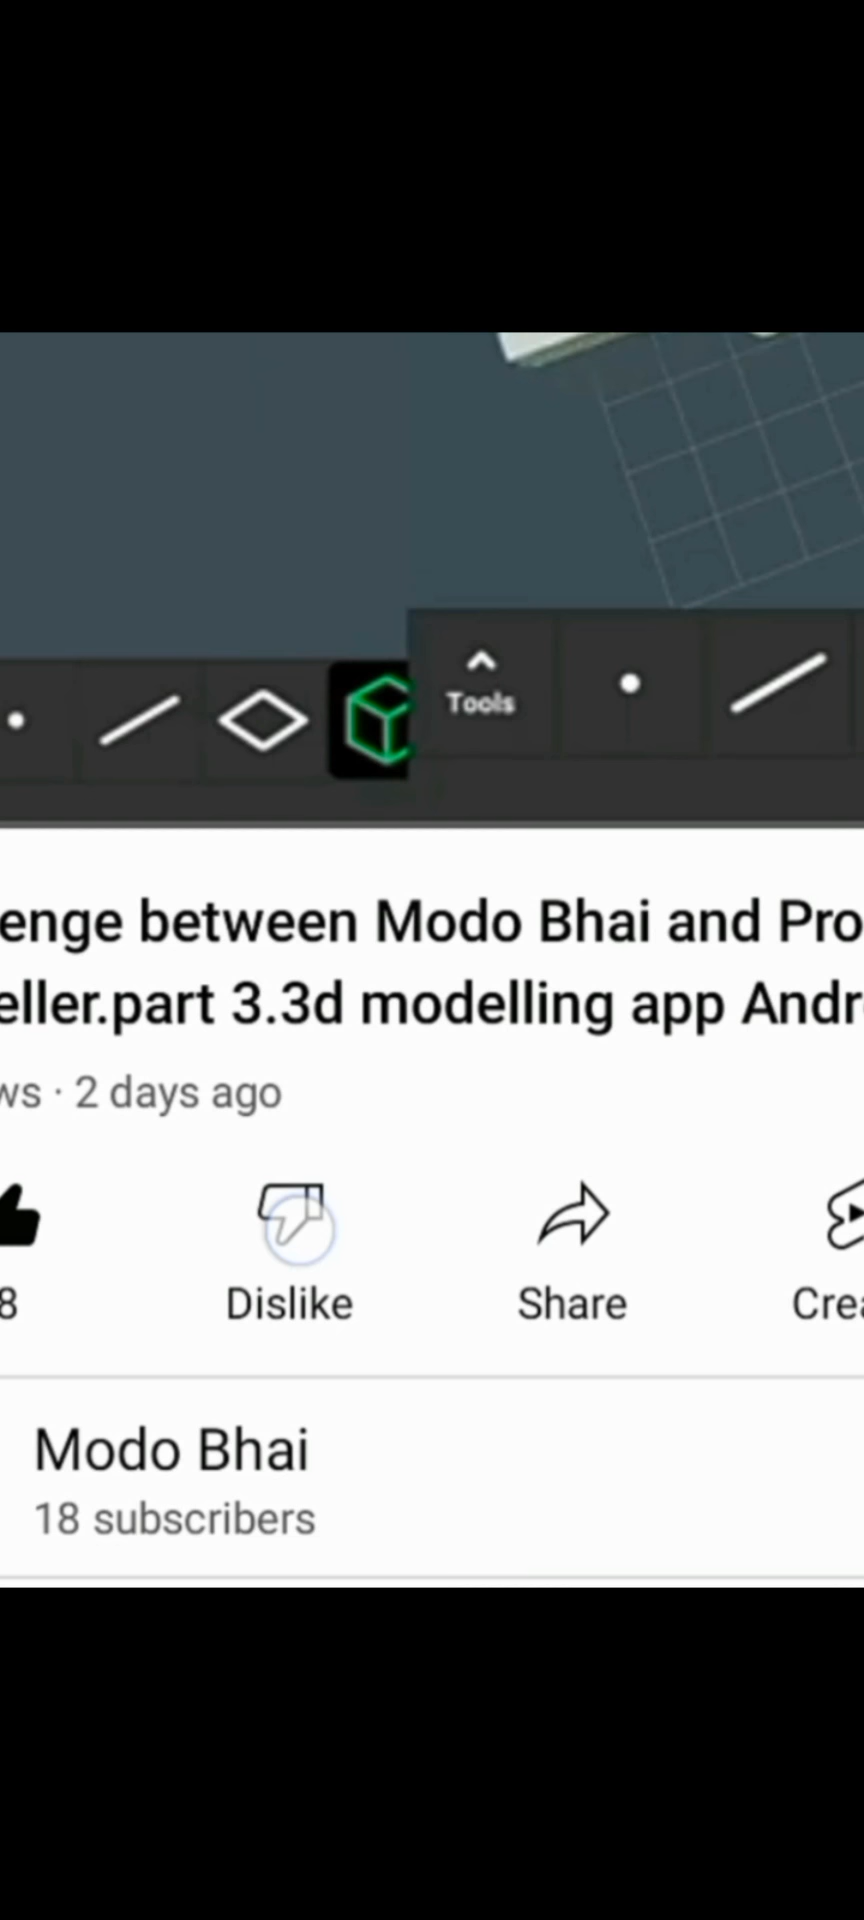 Tools
enge between Modo Bhai and Pro
eller.part 3.3d modelling app Andr
ws · 2 days ago
8
Dislike
Share
Crea
Modo Bhai
18 subscribers